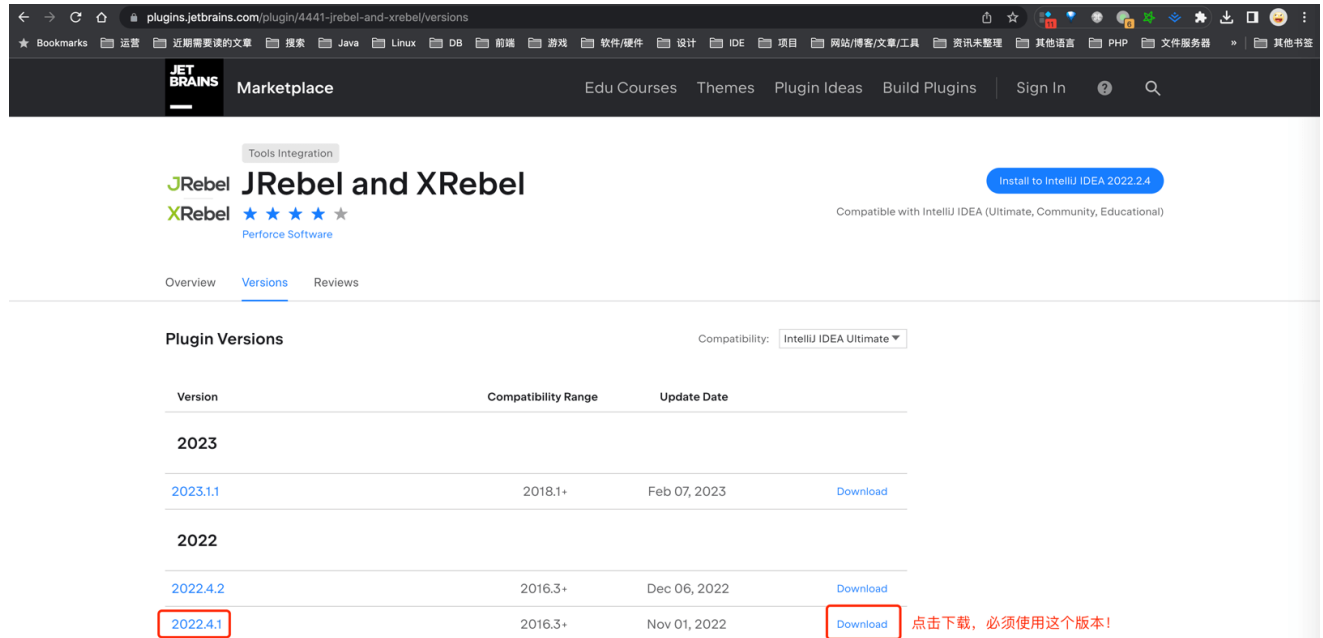 plugins.jetbrains.com/plugin/4441-jrebel-and-xrebel/versions
11
6
Bookmarks 运营 近期需要读的文章 搜索 Java Linux DB 前端 游戏 软件/硬件 设计 IDE 项目 网站/博客/文章/工具 资讯未整理 其他语言 PHP 文件服务器 » 其他书签
JET
BRAINS
Marketplace Edu Courses Themes Plugin Ideas Build Plugins Sign In ?
Tools Integration
JRebel
XRebel
JRebel and XRebel
Install to IntelliJ IDEA 2022.2.4
Compatible with IntelliJ IDEA (Ultimate, Community, Educational)
Perforce Software
Overview Versions Reviews
Plugin Versions Compatibility: IntelliJ IDEA Ultimate
Version Compatibility Range Update Date
2023
2023.1.1 2018.1+ Feb 07, 2023 Download
2022
2022.4.2 2016.3+ Dec 06, 2022 Download
2022.4.1 2016.3+ Nov 01, 2022 Download 点击下载，必须使用这个版本！